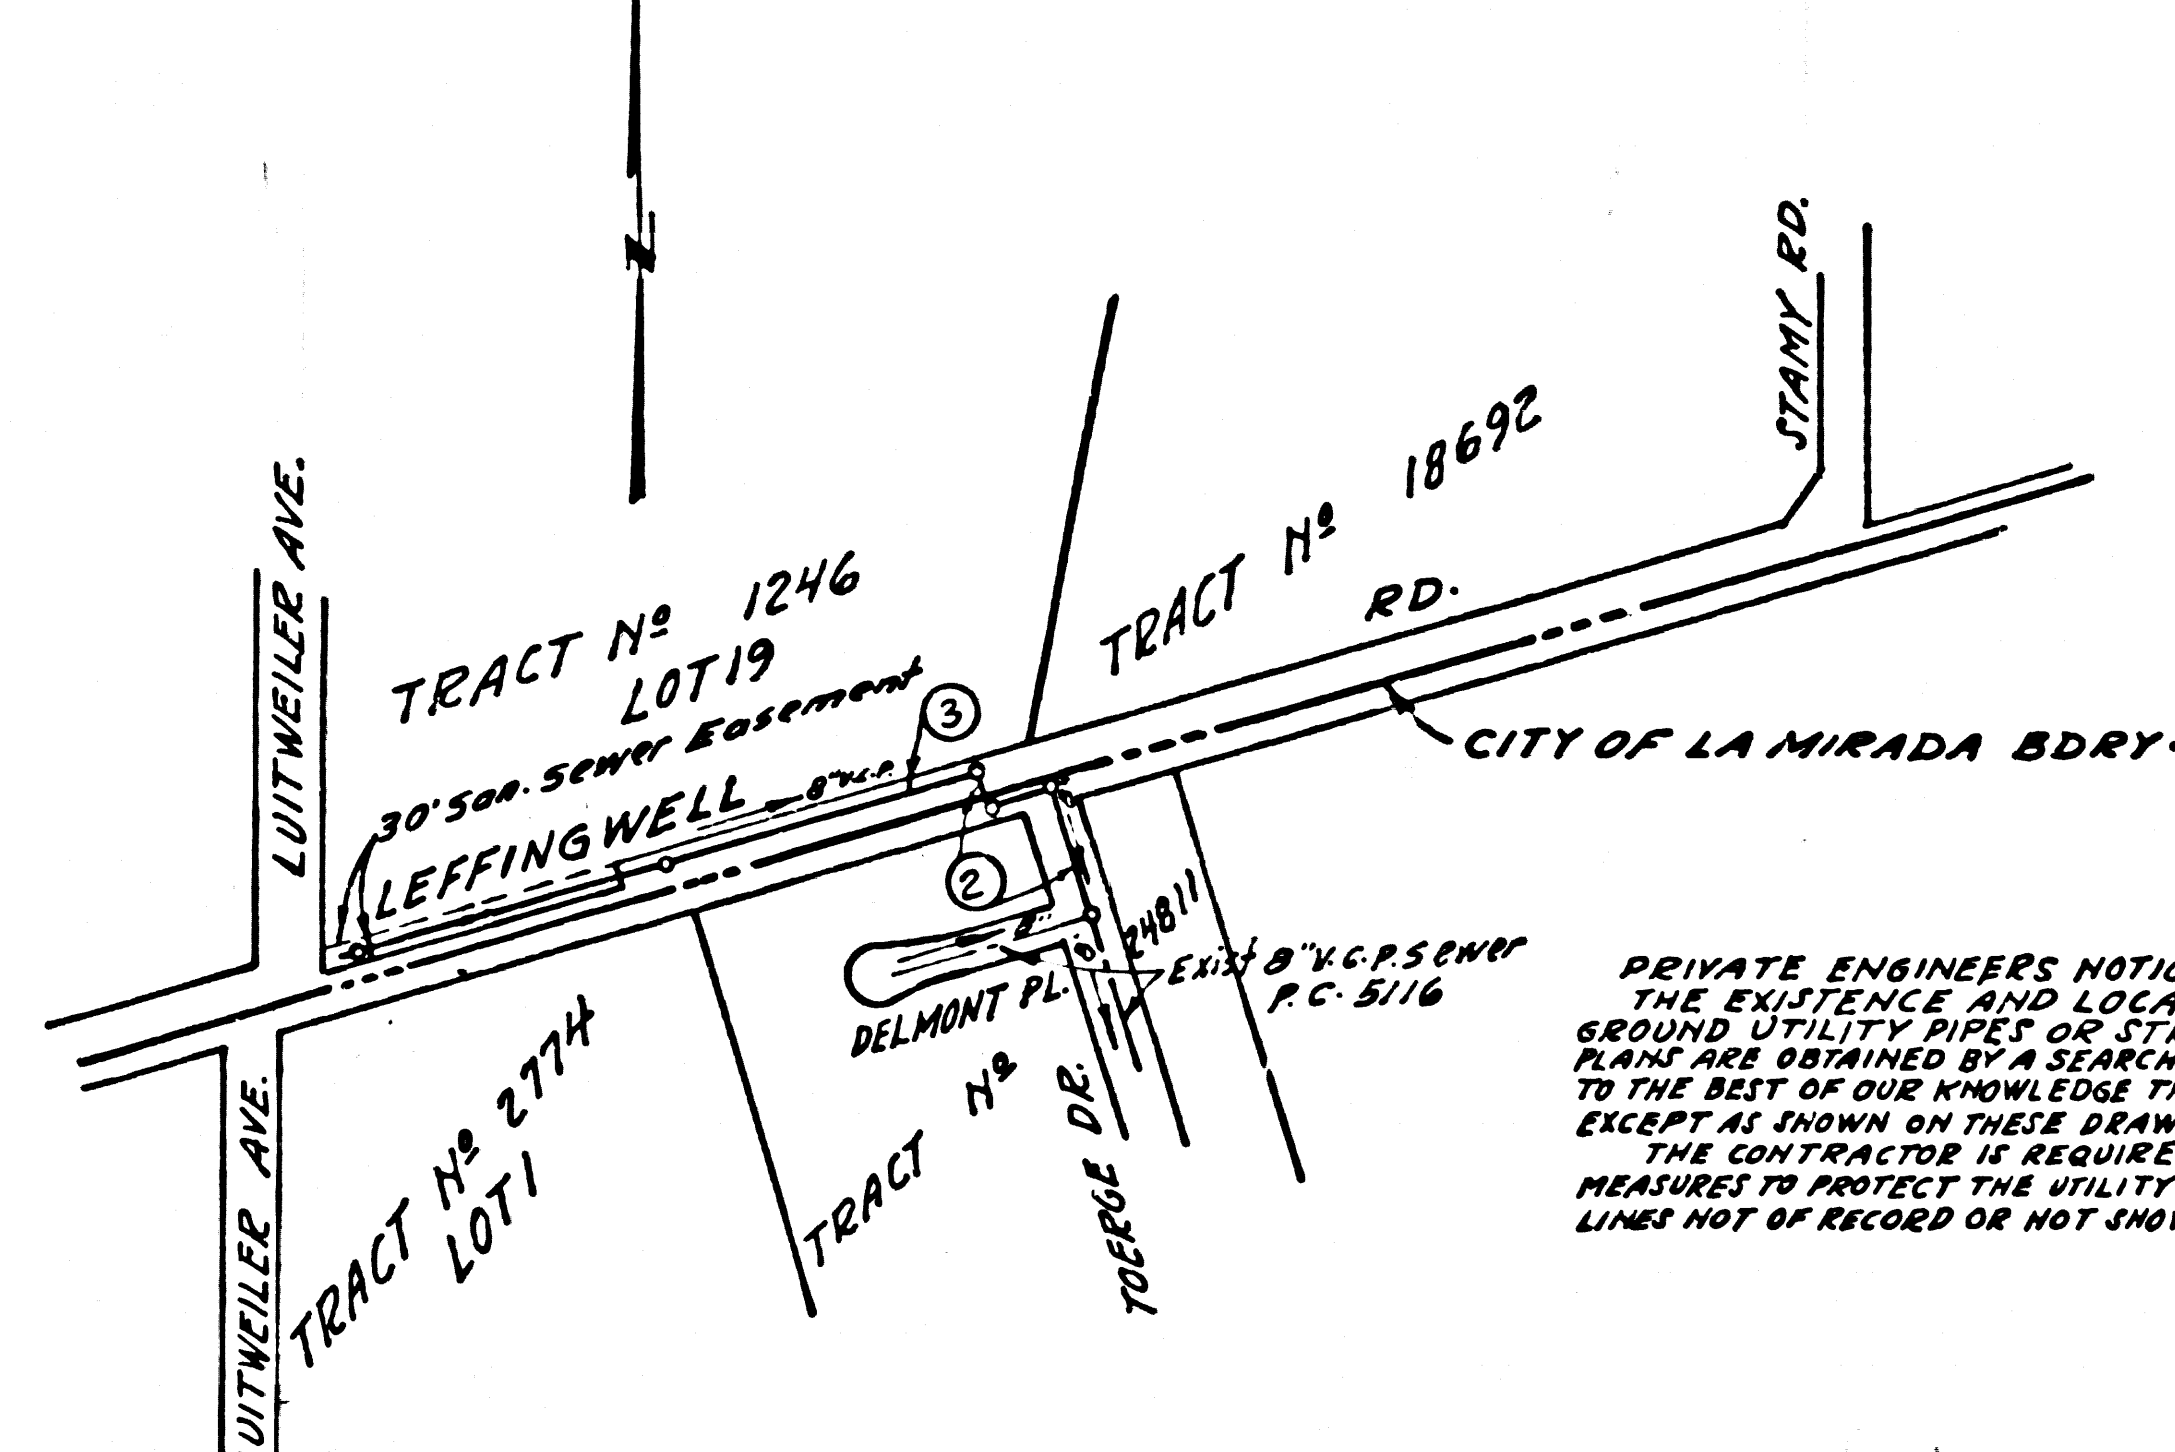 N
STAMY RD.
LUITWEILER AVE.
TRACT Nº 1246
LOT 19
30' San. Sewer Easement
3
TRACT Nº 18692
LEFFINGWELL RD.
8" V.C.P.
CITY OF LA MIRADA BDRY.
2
8"
8"
DELMONT PL.
Exist 8" V.C.P. Sewer
P.C. 5116
TRACT Nº 24811
TOERGE DR.
TRACT Nº 2774
LOT 1
UITWEILER AVE.
PRIVATE ENGINEERS NOTIC
THE EXISTENCE AND LOCA
GROUND UTILITY PIPES OR STR
PLANS ARE OBTAINED BY A SEARCH
TO THE BEST OF OUR KNOWLEDGE TH
EXCEPT AS SHOWN ON THESE DRAW
THE CONTRACTOR IS REQUIRE
MEASURES TO PROTECT THE UTILITY
LINES NOT OF RECORD OR NOT SHOW